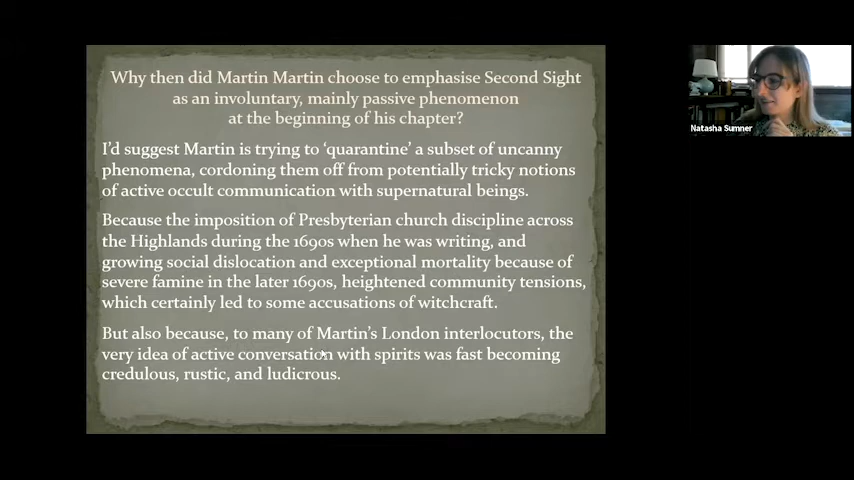 Why then did Martin Martin choose to emphasise Second Sight
as an involuntary, mainly passive phenomenon
at the beginning of his chapter?
I'd suggest Martin is trying to 'quarantine' a subset of uncanny
phenomena, cordoning them off from potentially tricky notions
of active occult communication with supernatural beings.
Because the imposition of Presbyterian church discipline across
the Highlands during the 1690s when he was writing, and
growing social dislocation and exceptional mortality because of
severe famine in the later 1690s, heightened community tensions,
which certainly led to some accusations of witchcraft.
But also because, to many of Martin's London interlocutors, the
very idea of active conversation with spirits was fast becoming
credulous, rustic, and ludicrous.
Natasha Sumner